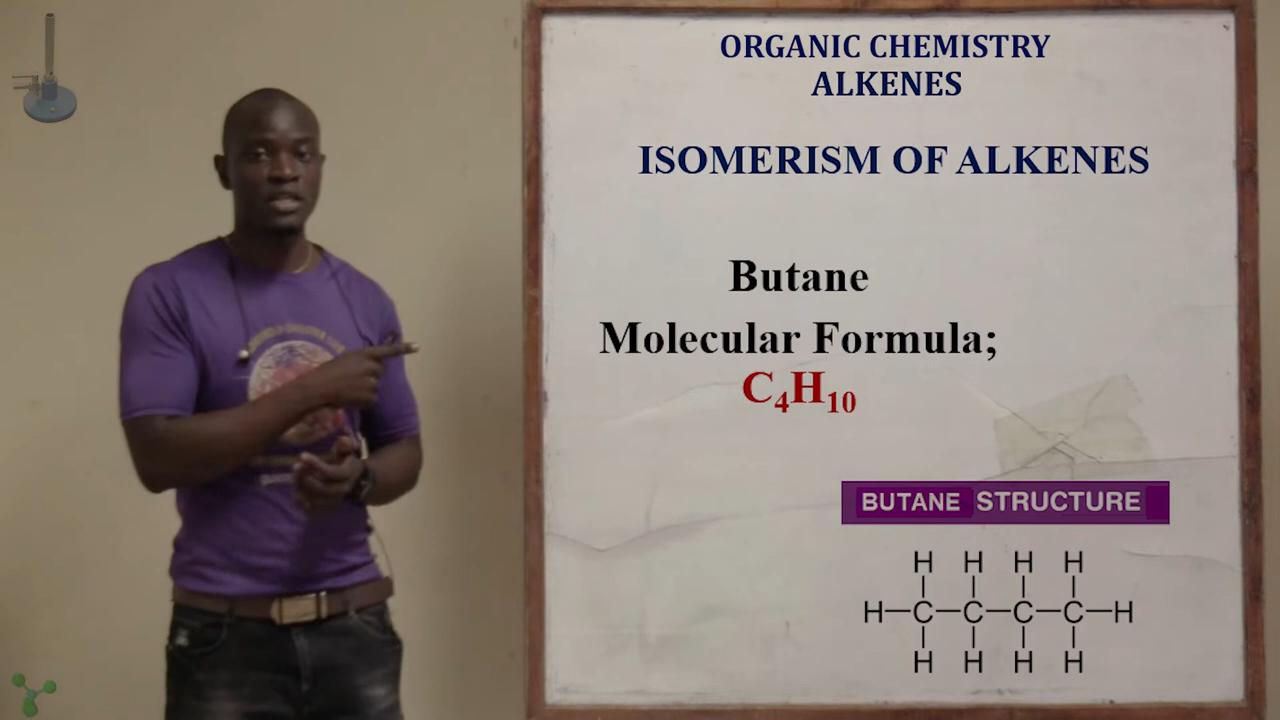 ORGANIC CHEMISTRY
ALKENES
ISOMERISM OF ALKENES
Butane
Molecular Formula;
C₄H₁₀
BUTANE STRUCTURE
H H H H
H—C—C—C—C—H
H H H H